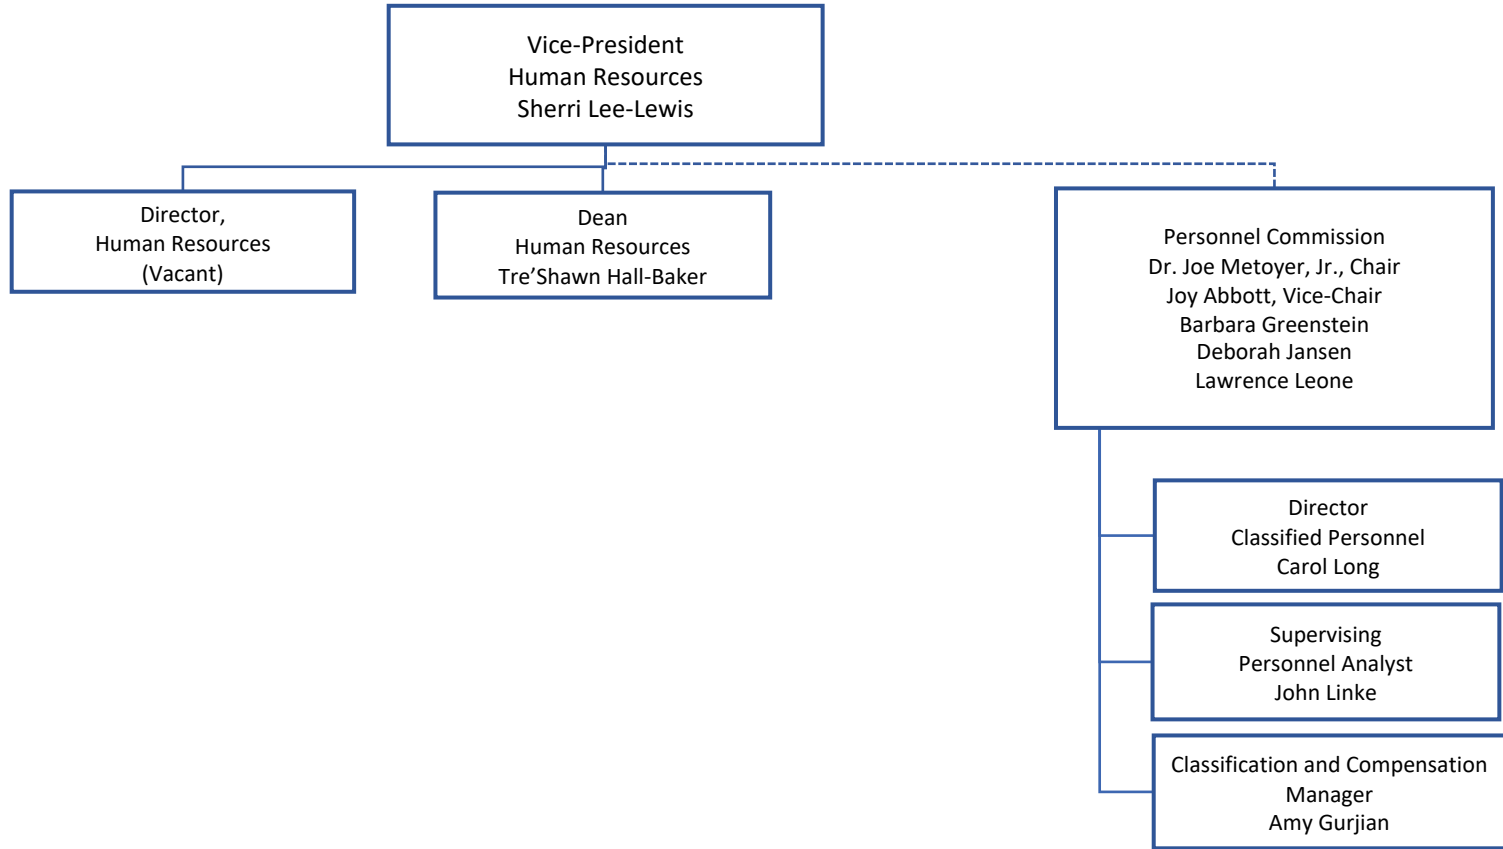 Vice-President
Human Resources
Sherri Lee-Lewis
Director,
Human Resources
(Vacant)
Dean
Human Resources
Tre’Shawn Hall-Baker
Personnel Commission
Dr. Joe Metoyer, Jr., Chair
Joy Abbott, Vice-Chair
Barbara Greenstein
Deborah Jansen
Lawrence Leone
Director
Classified Personnel
Carol Long
Supervising
Personnel Analyst
John Linke
Classification and Compensation
Manager
Amy Gurjian